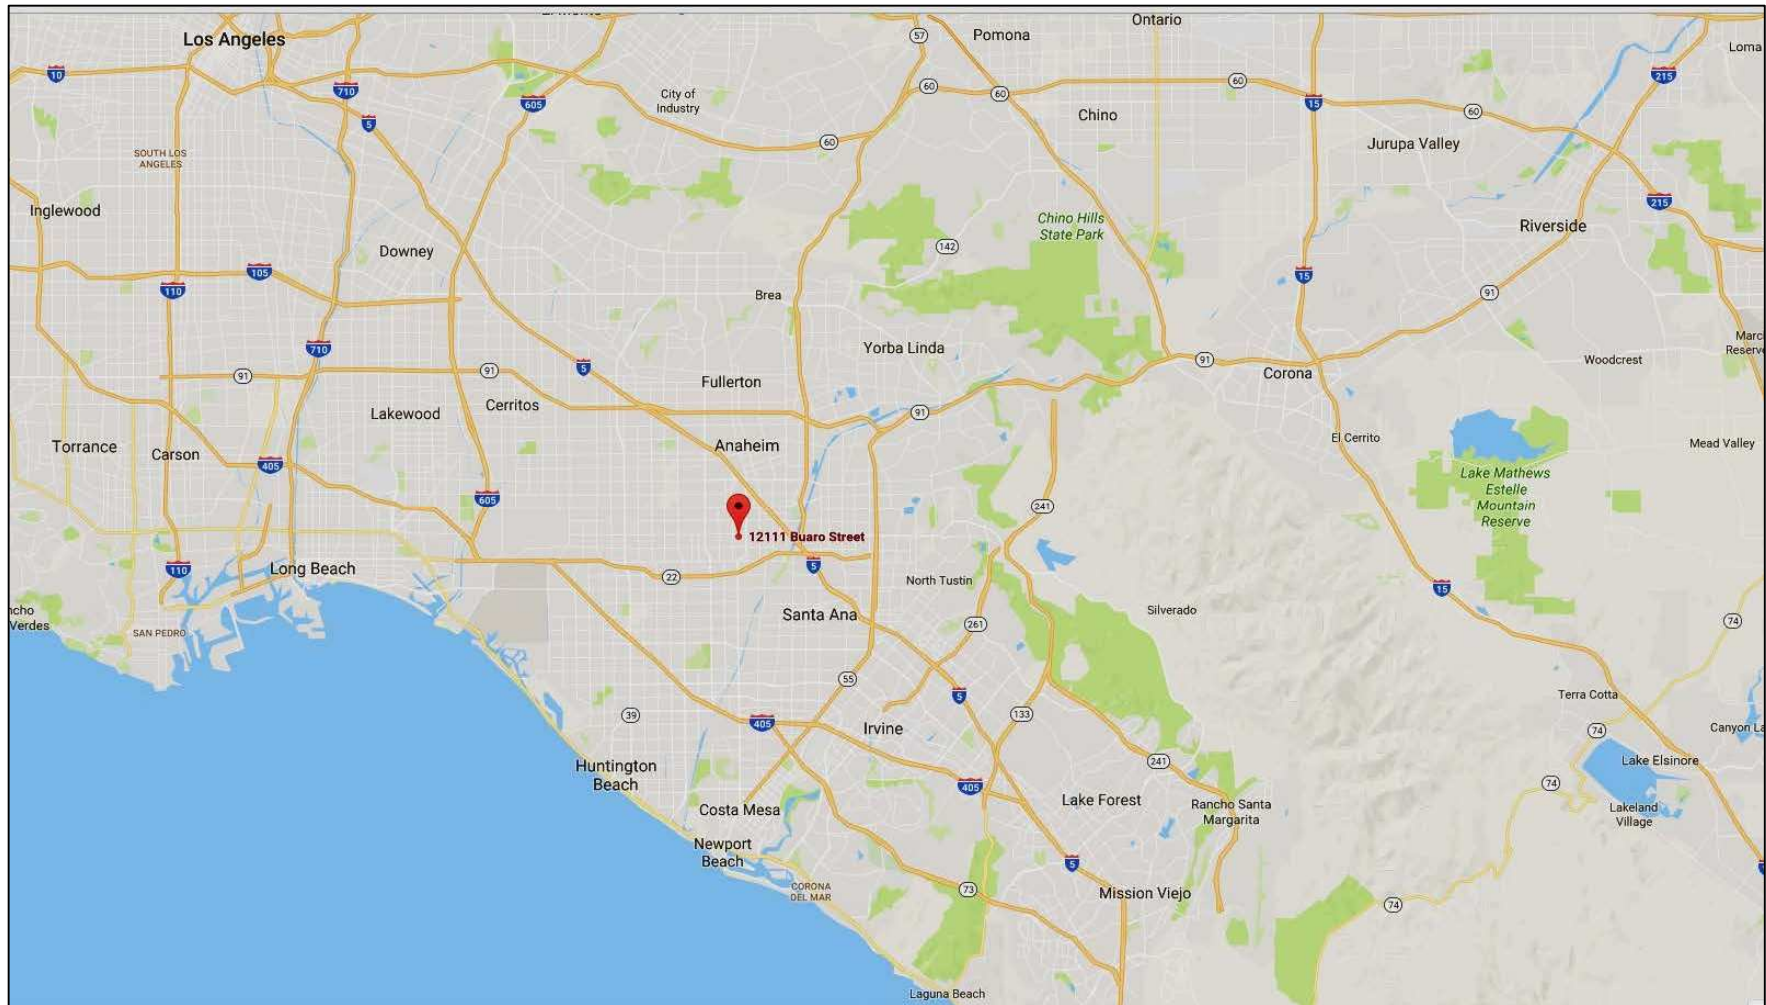 Ontario
Los Angeles
57
Pomona
Loma
10
710
605
City of
Industry
60
60
60
15
215
60
Chino
5
60
Jurupa Valley
SOUTH LOS
ANGELES
Inglewood
215
Chino Hills
State Park
Riverside
142
Downey
105
110
15
Brea
91
710
Yorba Linda
Marc
Reserve
91
Woodcrest
91
91
5
Fullerton
Corona
Lakewood
Cerritos
91
Torrance
Carson
Anaheim
El Cerrito
Mead Valley
405
Lake Mathews
Estelle
Mountain
Reserve
605
241
12111 Buaro Street
110
Long Beach
22
5
North Tustin
15
ncho
Verdes
SAN PEDRO
Santa Ana
Silverado
261
74
55
5
Terra Cotta
39
405
Irvine
133
74
Canyon La
Huntington
Beach
241
Lake Elsinore
405
74
Costa Mesa
Lake Forest
Rancho Santa
Margarita
Lakeland
Village
Newport
Beach
5
CORONA
DEL MAR
73
Mission Viejo
74
Laguna Beach